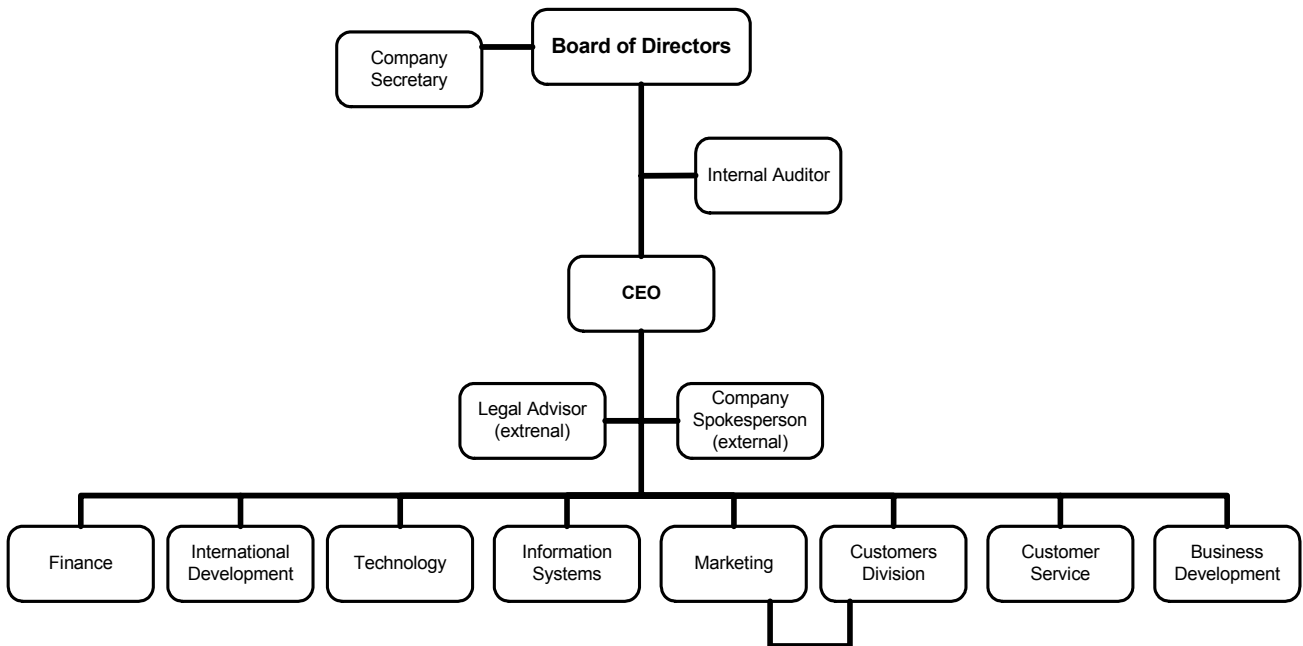 Board of Directors
Company
Secretary
Internal Auditor
CEO
Legal Advisor
(extrenal)
Company
Spokesperson
(external)
Finance
International
Development
Technology
Information
Systems
Marketing
Customers
Division
Customer
Service
Business
Development